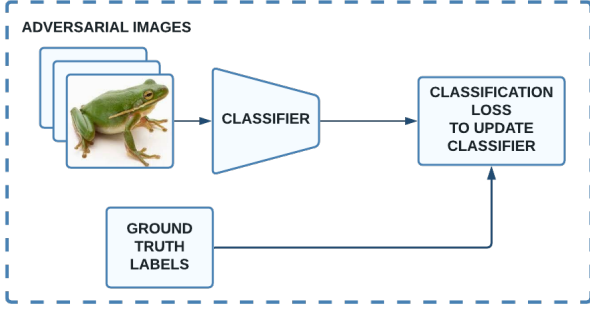 ADVERSARIAL IMAGES
CLASSIFIER
CLASSIFICATION
LOSS
TO UPDATE
CLASSIFIER
GROUND
TRUTH
LABELS